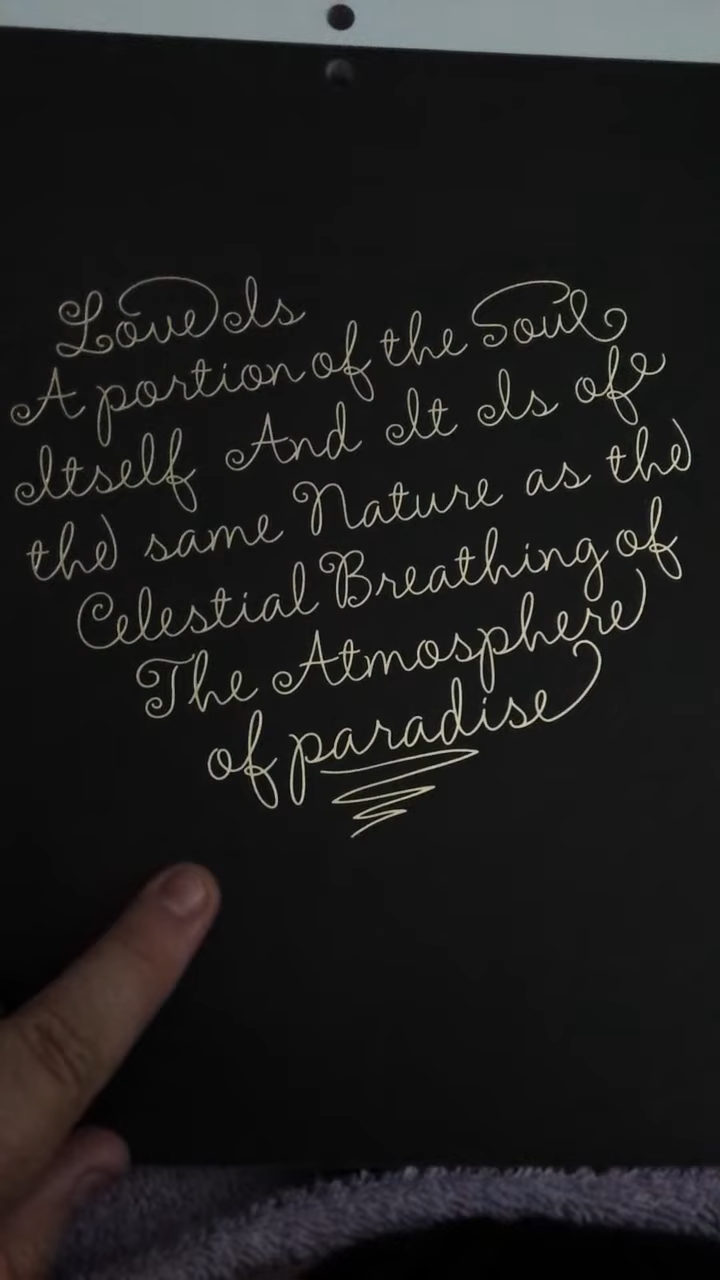 Love Is
A portion of the Soul
Itself And It Is of
the same Nature as the
Celestial Breathing of
The Atmosphere
of paradise